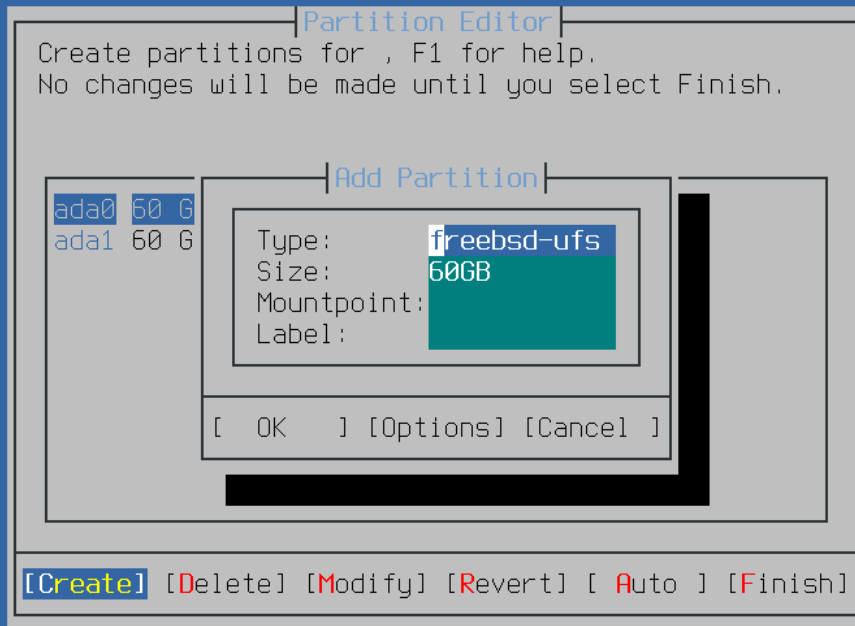 Partition Editor
Create partitions for , F1 for help.
No changes will be made until you select Finish.
Add Partition
ada0 60 G
ada1 60 G
Type: freebsd-ufs
Size: 60GB
Mountpoint:
Label:
[ OK ] [Options] [Cancel ]
[Create] [Delete] [Modify] [Revert] [ Auto ] [Finish]